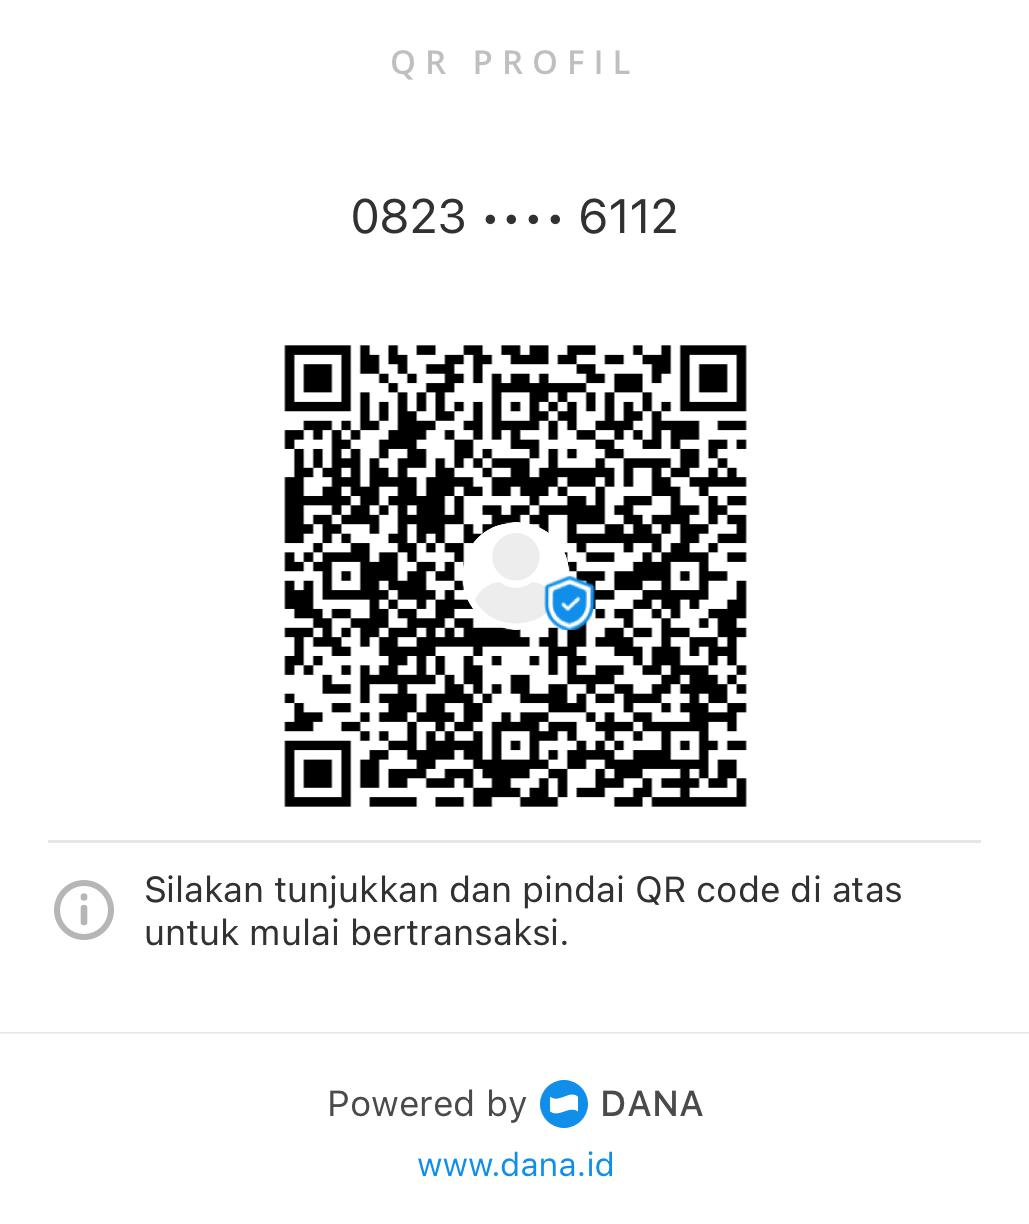 QR PROFIL
0823 •••• 6112
Silakan tunjukkan dan pindai QR code di atas
untuk mulai bertransaksi.
Powered by DANA
www.dana.id